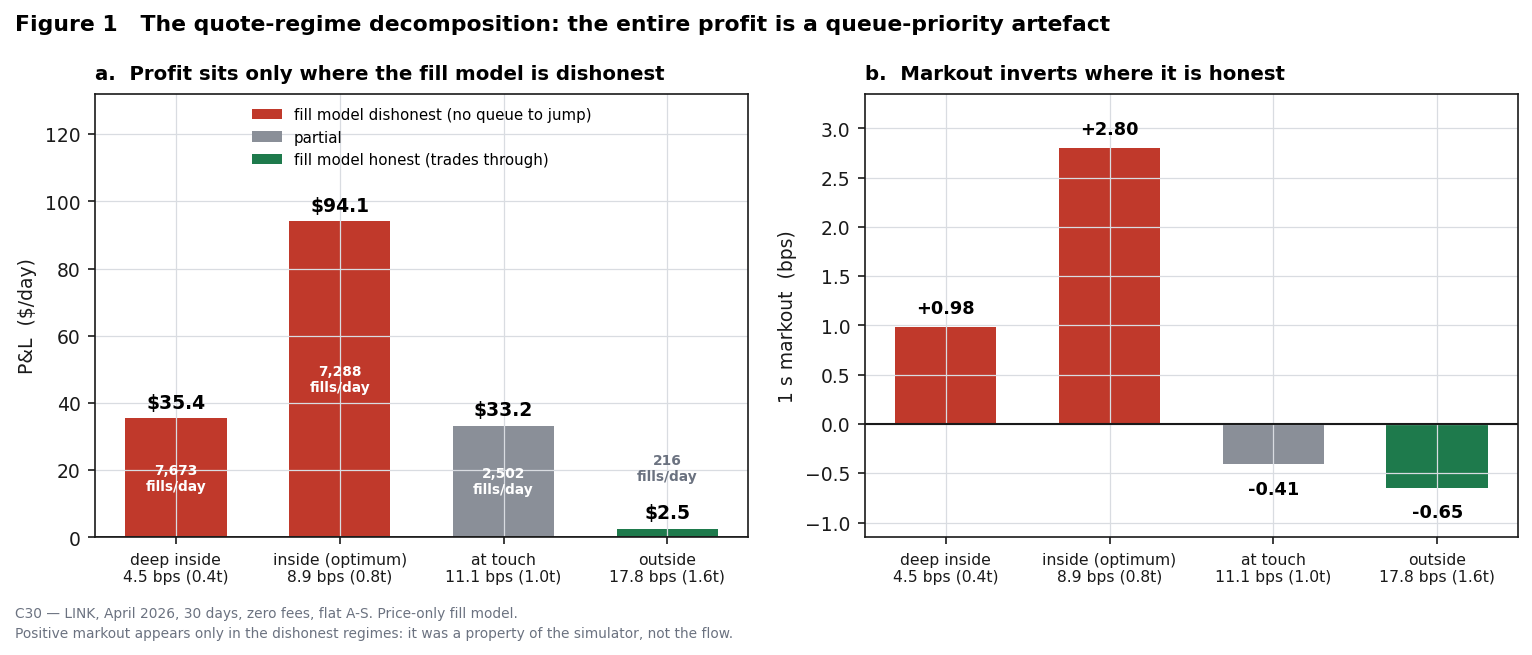 Figure 1   The quote-regime decomposition: the entire profit is a queue-priority artefact
a.  Profit sits only where the fill model is dishonest
fill model dishonest (no queue to jump)
partial
fill model honest (trades through)
P&L  ($/day)
120
100
80
60
40
20
0
$35.4
7,673
fills/day
$94.1
7,288
fills/day
$33.2
2,502
fills/day
216
fills/day
$2.5
deep inside
4.5 bps (0.4t)
inside (optimum)
8.9 bps (0.8t)
at touch
11.1 bps (1.0t)
outside
17.8 bps (1.6t)
b.  Markout inverts where it is honest
1 s markout  (bps)
3.0
2.5
2.0
1.5
1.0
0.5
0.0
−0.5
−1.0
+0.98
+2.80
-0.41
-0.65
deep inside
4.5 bps (0.4t)
inside (optimum)
8.9 bps (0.8t)
at touch
11.1 bps (1.0t)
outside
17.8 bps (1.6t)
C30 — LINK, April 2026, 30 days, zero fees, flat A-S. Price-only fill model.
Positive markout appears only in the dishonest regimes: it was a property of the simulator, not the flow.